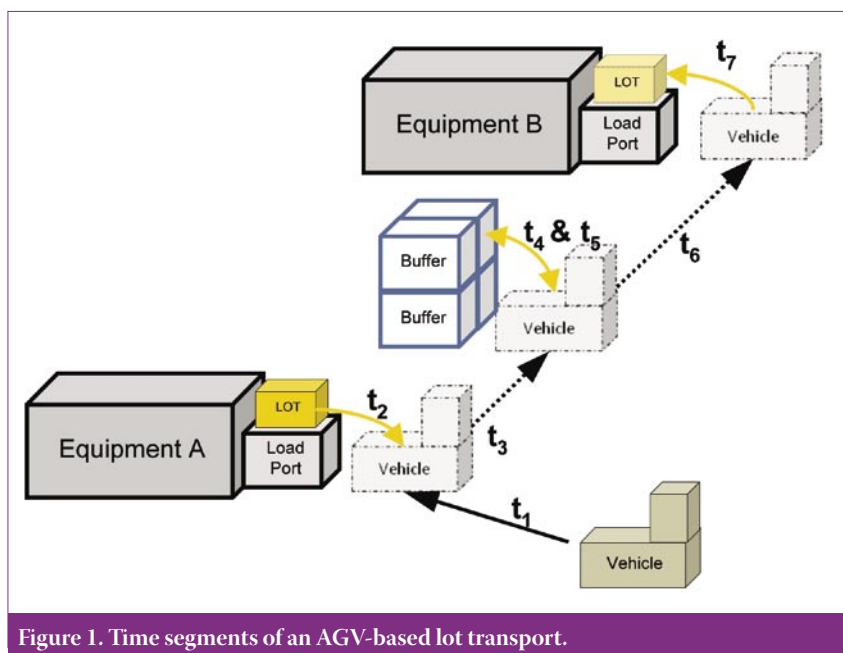 LOT
t7
Equipment B
Load
Port
Vehicle
Buffer
t4 & t5
t6
Buffer
Vehicle
LOT
t2
Equipment A
Load
Port
t3
Vehicle
t1
Vehicle
Figure 1. Time segments of an AGV-based lot transport.